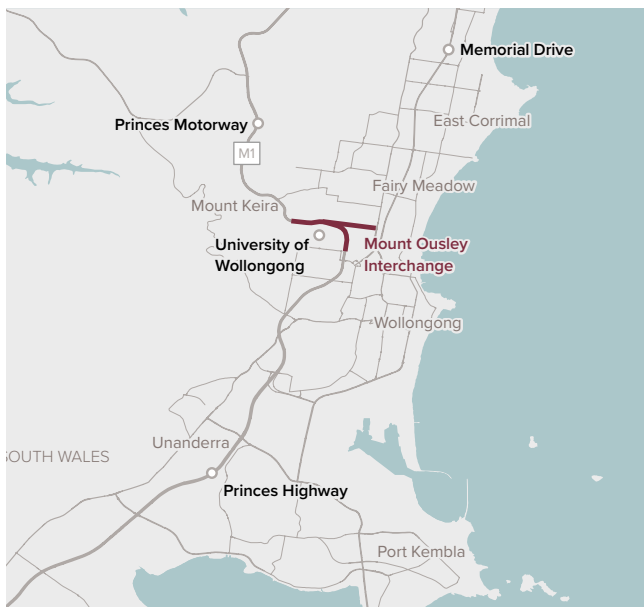 Memorial Drive
East Corrimal
Princes Motorway
M1
Fairy Meadow
Mount Keira
University of
Wollongong
Mount Ousley
Interchange
Wollongong
Unanderra
SOUTH WALES
Princes Highway
Port Kembla